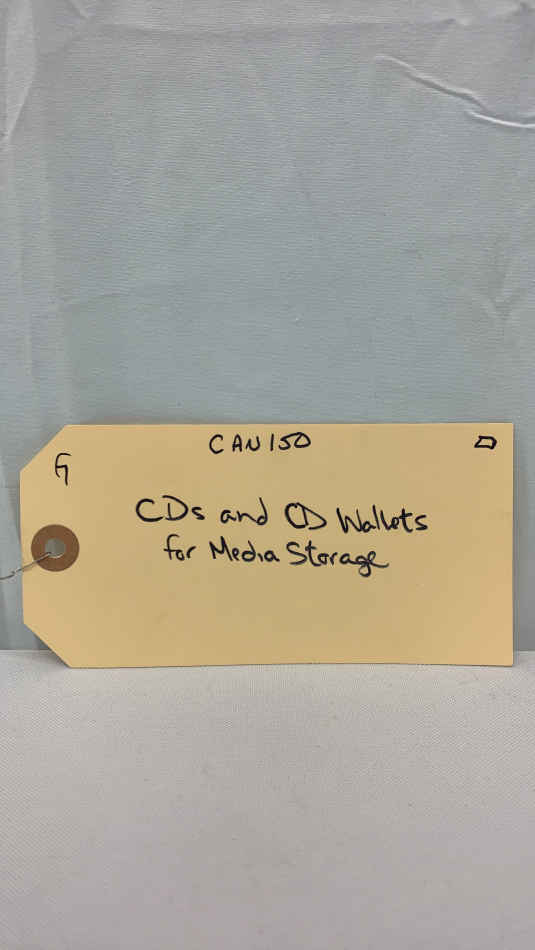 CAN150
CDs and CD Wallets
for Media Storage